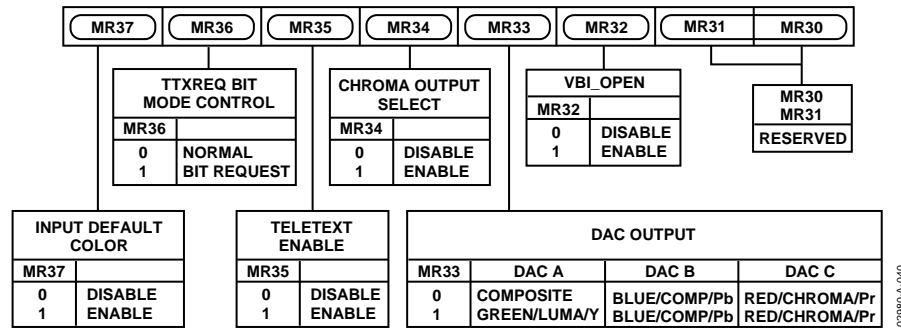 MR37 MR36 MR35 MR34 MR33 MR32 MR31 MR30
TTXREQ BIT
MODE CONTROL
MR36
0 NORMAL
1 BIT REQUEST
CHROMA OUTPUT
SELECT
MR34
0 DISABLE
1 ENABLE
VBI_OPEN
MR32
0 DISABLE
1 ENABLE
MR30
MR31
RESERVED
INPUT DEFAULT
COLOR
MR37
0 DISABLE
1 ENABLE
TELETEXT
ENABLE
MR35
0 DISABLE
1 ENABLE
DAC OUTPUT
MR33 DAC A DAC B DAC C
0 COMPOSITE BLUE/COMP/Pb RED/CHROMA/Pr
1 GREEN/LUMA/Y BLUE/COMP/Pb RED/CHROMA/Pr
02980-A-040